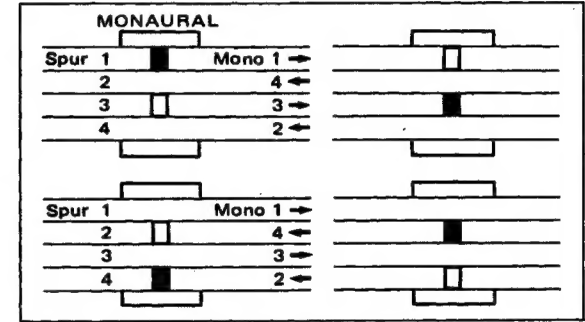 MONAURAL
Spur 1 Mono 1 →
2 4 ←
3 3 →
4 2 ←
Spur 1 Mono 1 →
2 4 ←
3 3 →
4 2 ←